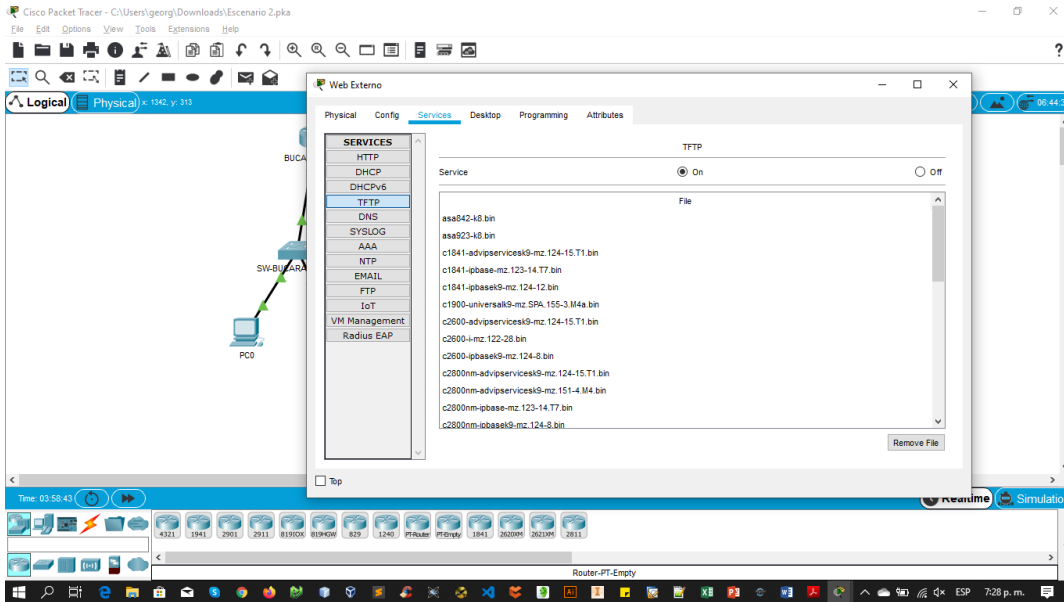 Cisco Packet Tracer - C:\Users\georg\Downloads\Escenario 2.pka
File Edit Options View Tools Extensions Help
?
Logical
Physical
x: 1342, y: 313
06:44:3
BUCA
SW-BUCARA
PC0
Web Externo
Physical Config Services Desktop Programming Attributes
SERVICES
HTTP
DHCP
DHCPv6
TFTP
DNS
SYSLOG
AAA
NTP
EMAIL
FTP
IoT
VM Management
Radius EAP
TFTP
Service On Off
File
asa842-k8.bin
asa923-k8.bin
c1841-advipservicesk9-mz.124-15.T1.bin
c1841-ipbase-mz.123-14.T7.bin
c1841-ipbasek9-mz.124-12.bin
c1900-universalk9-mz.SPA.155-3.M4a.bin
c2600-advipservicesk9-mz.124-15.T1.bin
c2600-i-mz.122-28.bin
c2600-ipbasek9-mz.124-8.bin
c2800nm-advipservicesk9-mz.124-15.T1.bin
c2800nm-advipservicesk9-mz.151-4.M4.bin
c2800nm-ipbase-mz.123-14.T7.bin
c2800nm-ipbasek9-mz.124-8.bin
Remove File
Top
Time: 03:58:43
Realtime
Simulatio
4321 1941 2901 2911 819IOX 819HGW 829 1240 PT-Router PT-Empty 1841 2620XM 2621XM 2811
Router-PT-Empty
ESP 7:28 p. m.